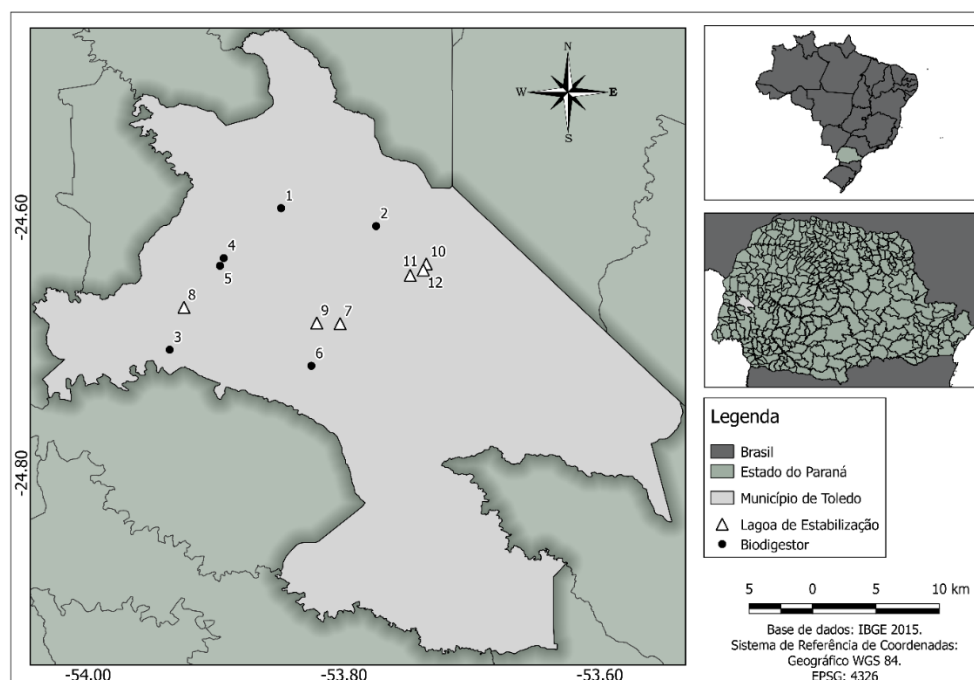 N
W
E
S
-24.60
-24.80
1
2
4
5
10
11
12
8
9
7
3
6
-54.00
-53.80
-53.60
Legenda
Brasil
Estado do Paraná
Município de Toledo
Lagoa de Estabilização
Biodigestor
5 0 5 10 km
Base de dados: IBGE 2015.
Sistema de Referência de Coordenadas:
Geográfico WGS 84.
EPSG: 4326